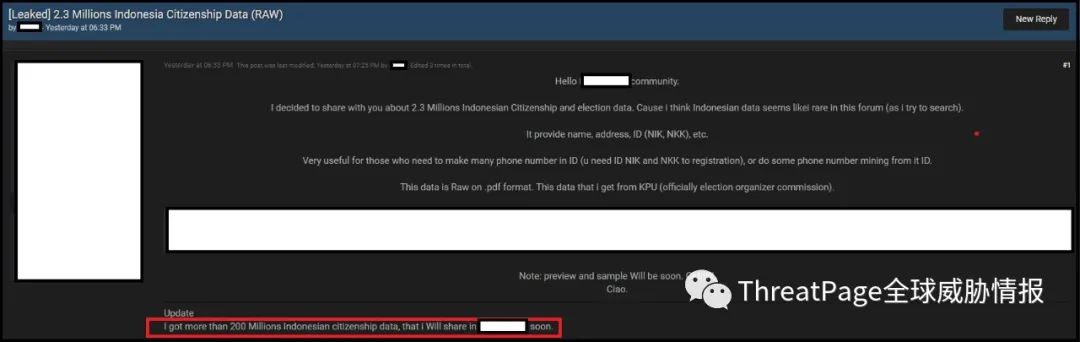 [Leaked] 2.3 Millions Indonesia Citizenship Data (RAW)
by Yesterday at 06:33 PM
New Reply
Yesterday at 06:33 PM This post was last modified: Yesterday at 07:25 PM by Edited 3 times in total.
#1
Hello community.
I decided to share with you about 2.3 Millions Indonesian Citizenship and election data. Cause i think Indonesian data seems likei rare in this forum (as i try to search).
It provide name, address, ID (NIK, NKK), etc.
Very useful for those who need to make many phone number in ID (u need ID NIK and NKK to registration), or do some phone number mining from it ID.
This data is Raw on .pdf format. This data that i get from KPU (officially election organizer commission).
Note: preview and sample Will be soon.
Ciao.
ThreatPage全球威胁情报
Update
I got more than 200 Millions Indonesian citizenship data, that i Will share in soon.